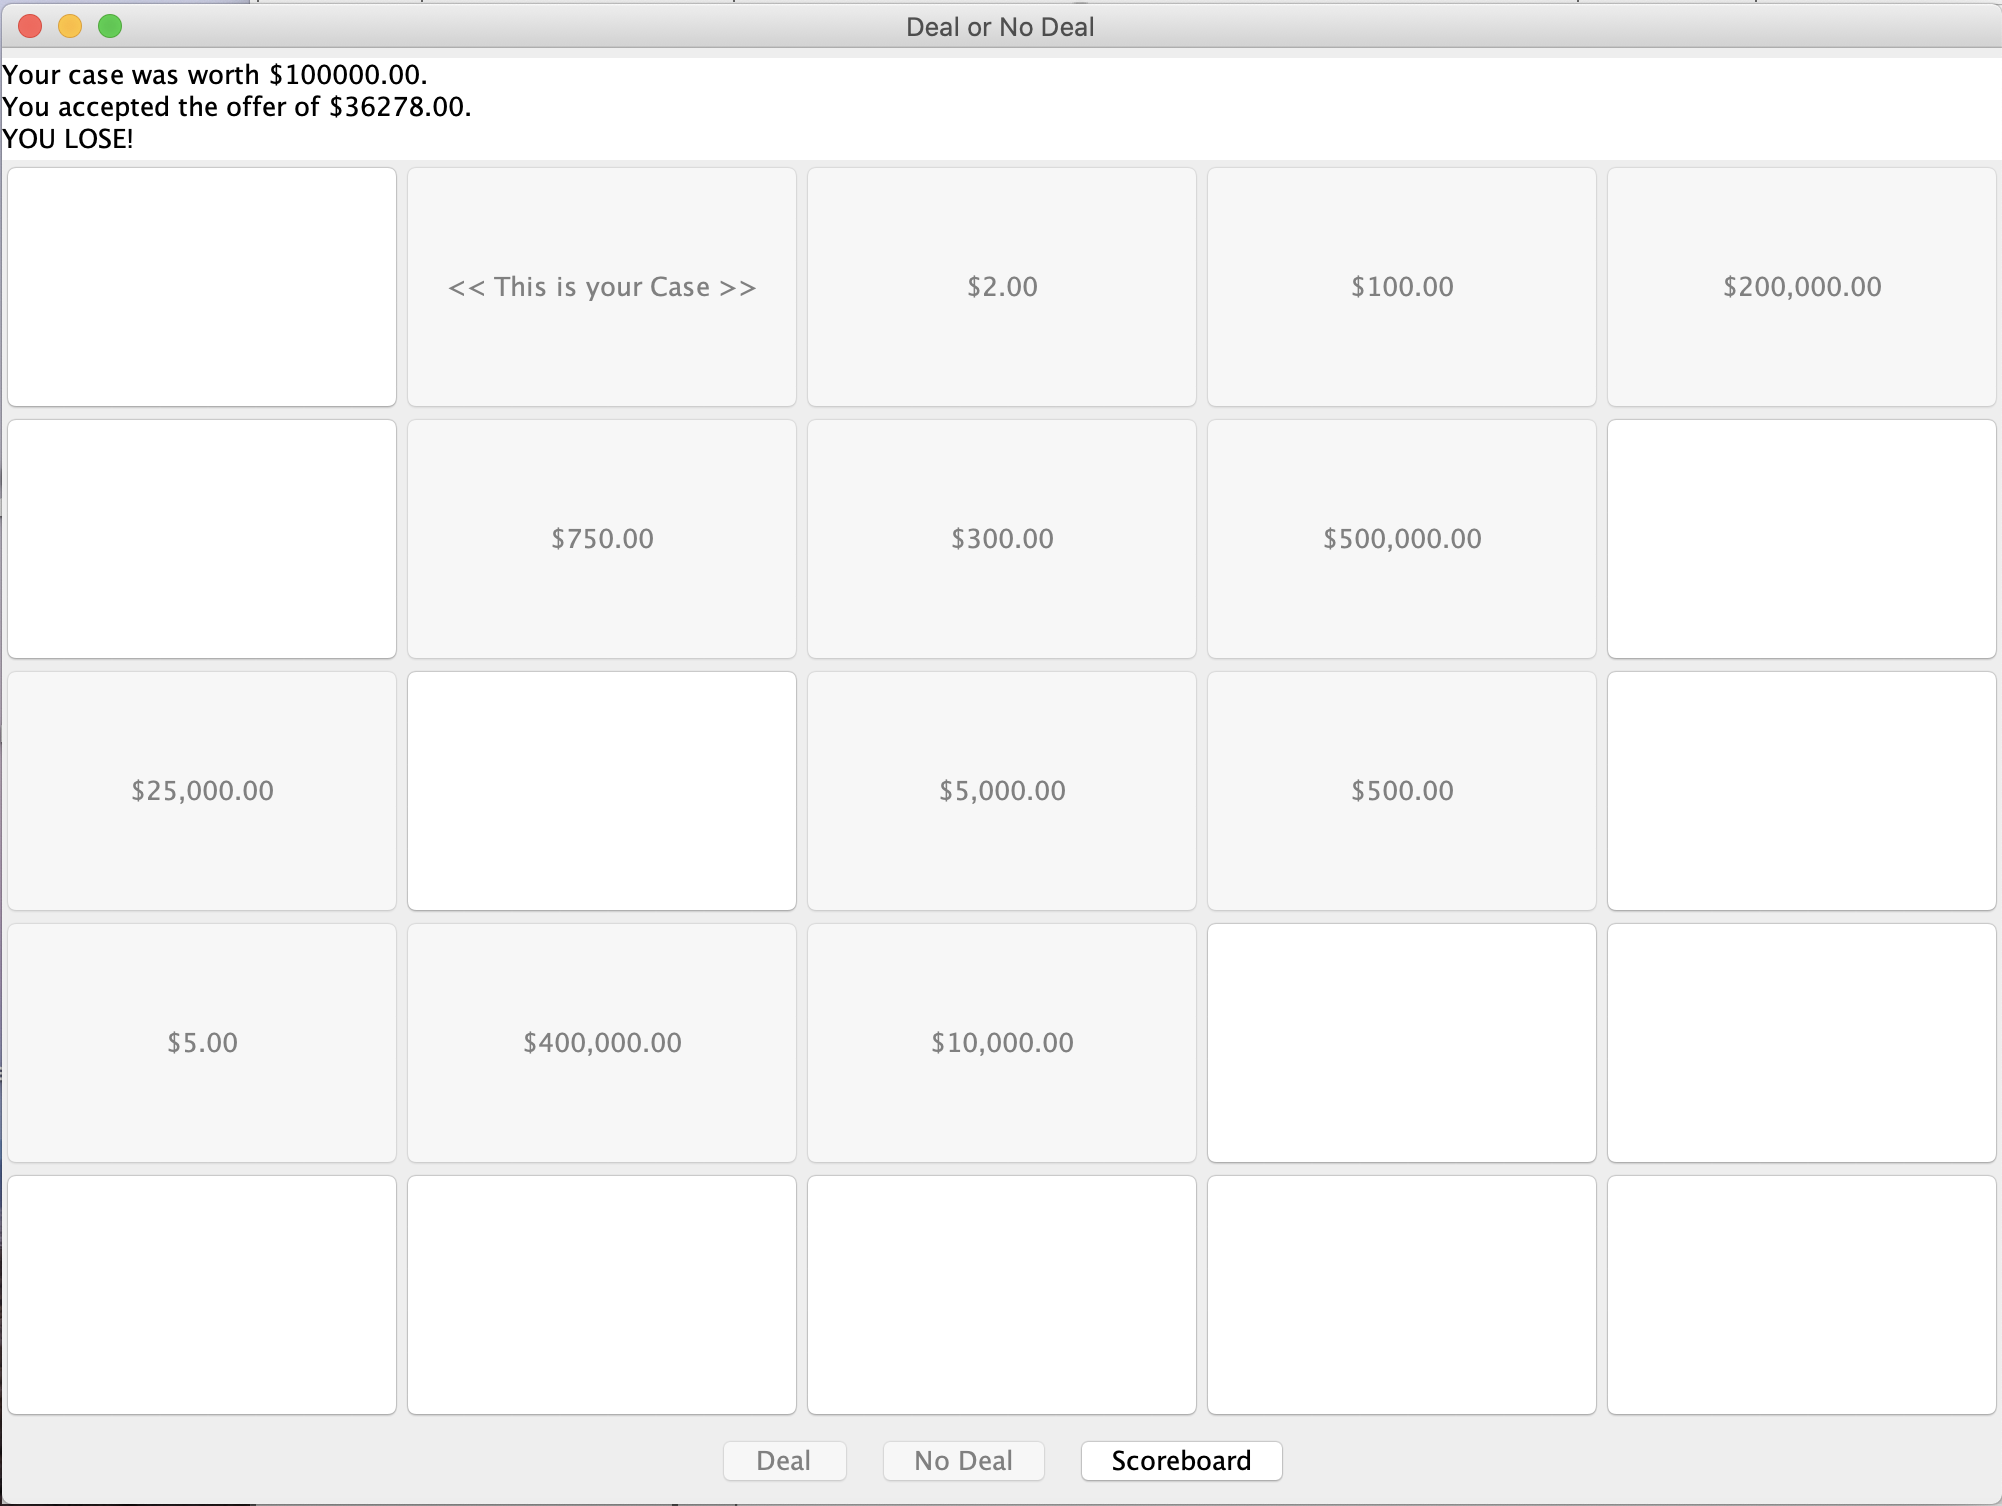 Deal or No Deal
Your case was worth $100000.00.
You accepted the offer of $36278.00.
YOU LOSE!
<< This is your Case >> $2.00 $100.00 $200,000.00
$750.00 $300.00 $500,000.00
$25,000.00 $5,000.00 $500.00
$5.00 $400,000.00 $10,000.00
Deal No Deal Scoreboard